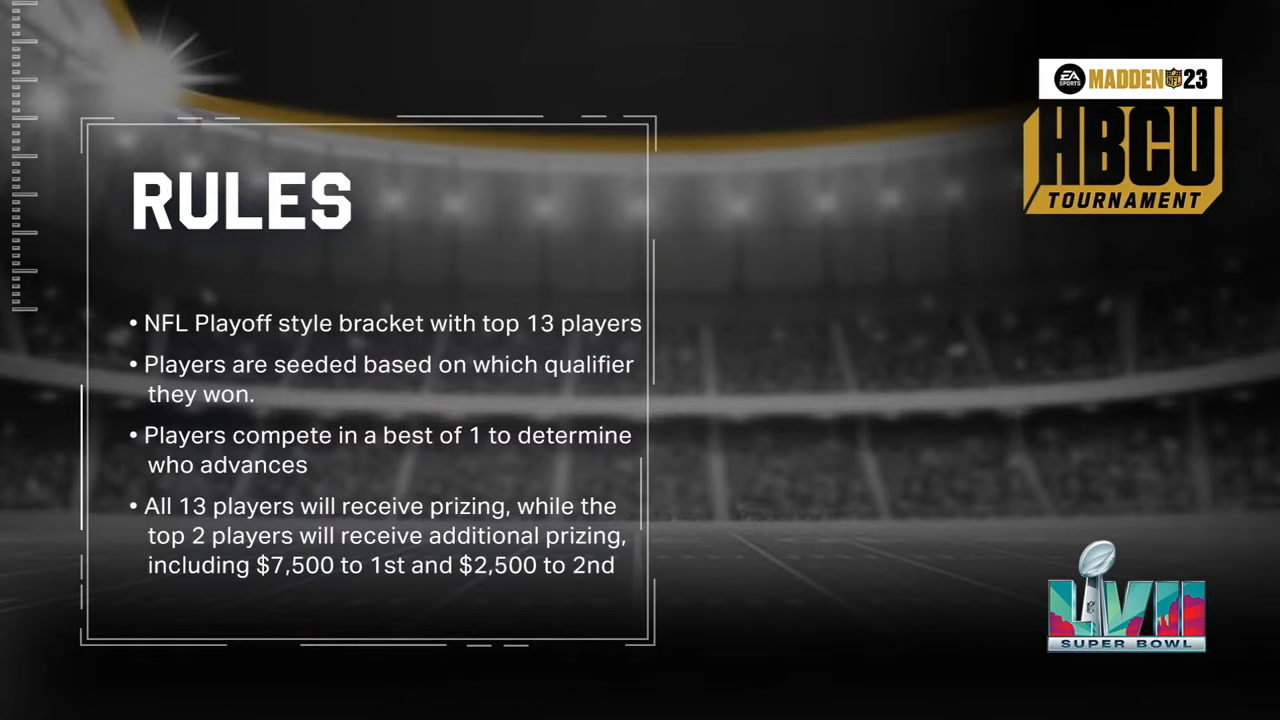 EA SPORTS MADDEN NFL 23
HBCU
TOURNAMENT
RULES
• NFL Playoff style bracket with top 13 players
• Players are seeded based on which qualifier
they won.
• Players compete in a best of 1 to determine
who advances
• All 13 players will receive prizing, while the
top 2 players will receive additional prizing,
including $7,500 to 1st and $2,500 to 2nd
LVII
SUPER BOWL